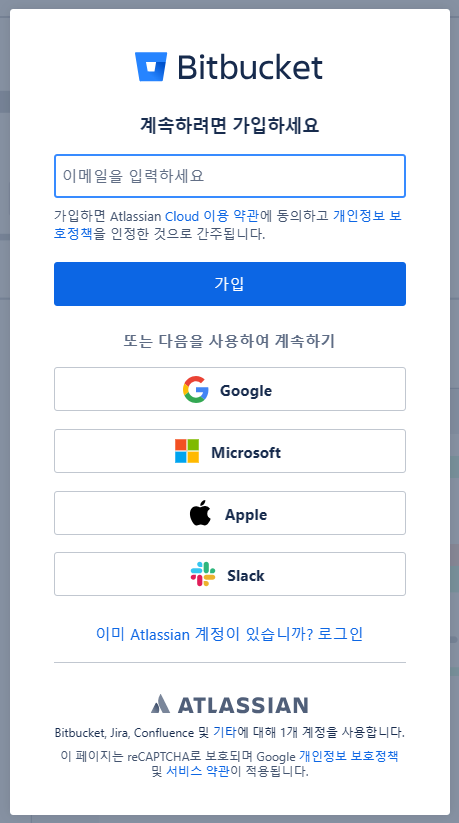 Bitbucket
계속하려면 가입하세요
이메일을 입력하세요
가입하면 Atlassian Cloud 이용 약관에 동의하고 개인정보 보
호정책을 인정한 것으로 간주됩니다.
가입
또는 다음을 사용하여 계속하기
Google
Microsoft
Apple
Slack
이미 Atlassian 계정이 있습니까? 로그인
ATLASSIAN
Bitbucket, Jira, Confluence 및 기타에 대해 1개 계정을 사용합니다.
이 페이지는 reCAPTCHA로 보호되며 Google 개인정보 보호정책
및 서비스 약관이 적용됩니다.